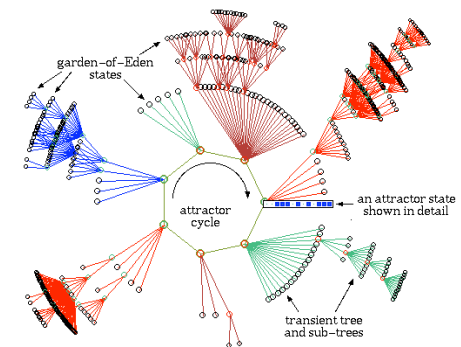 garden-of-Eden
states
attractor
cycle
an attractor state
shown in detail
transient tree
and sub-trees